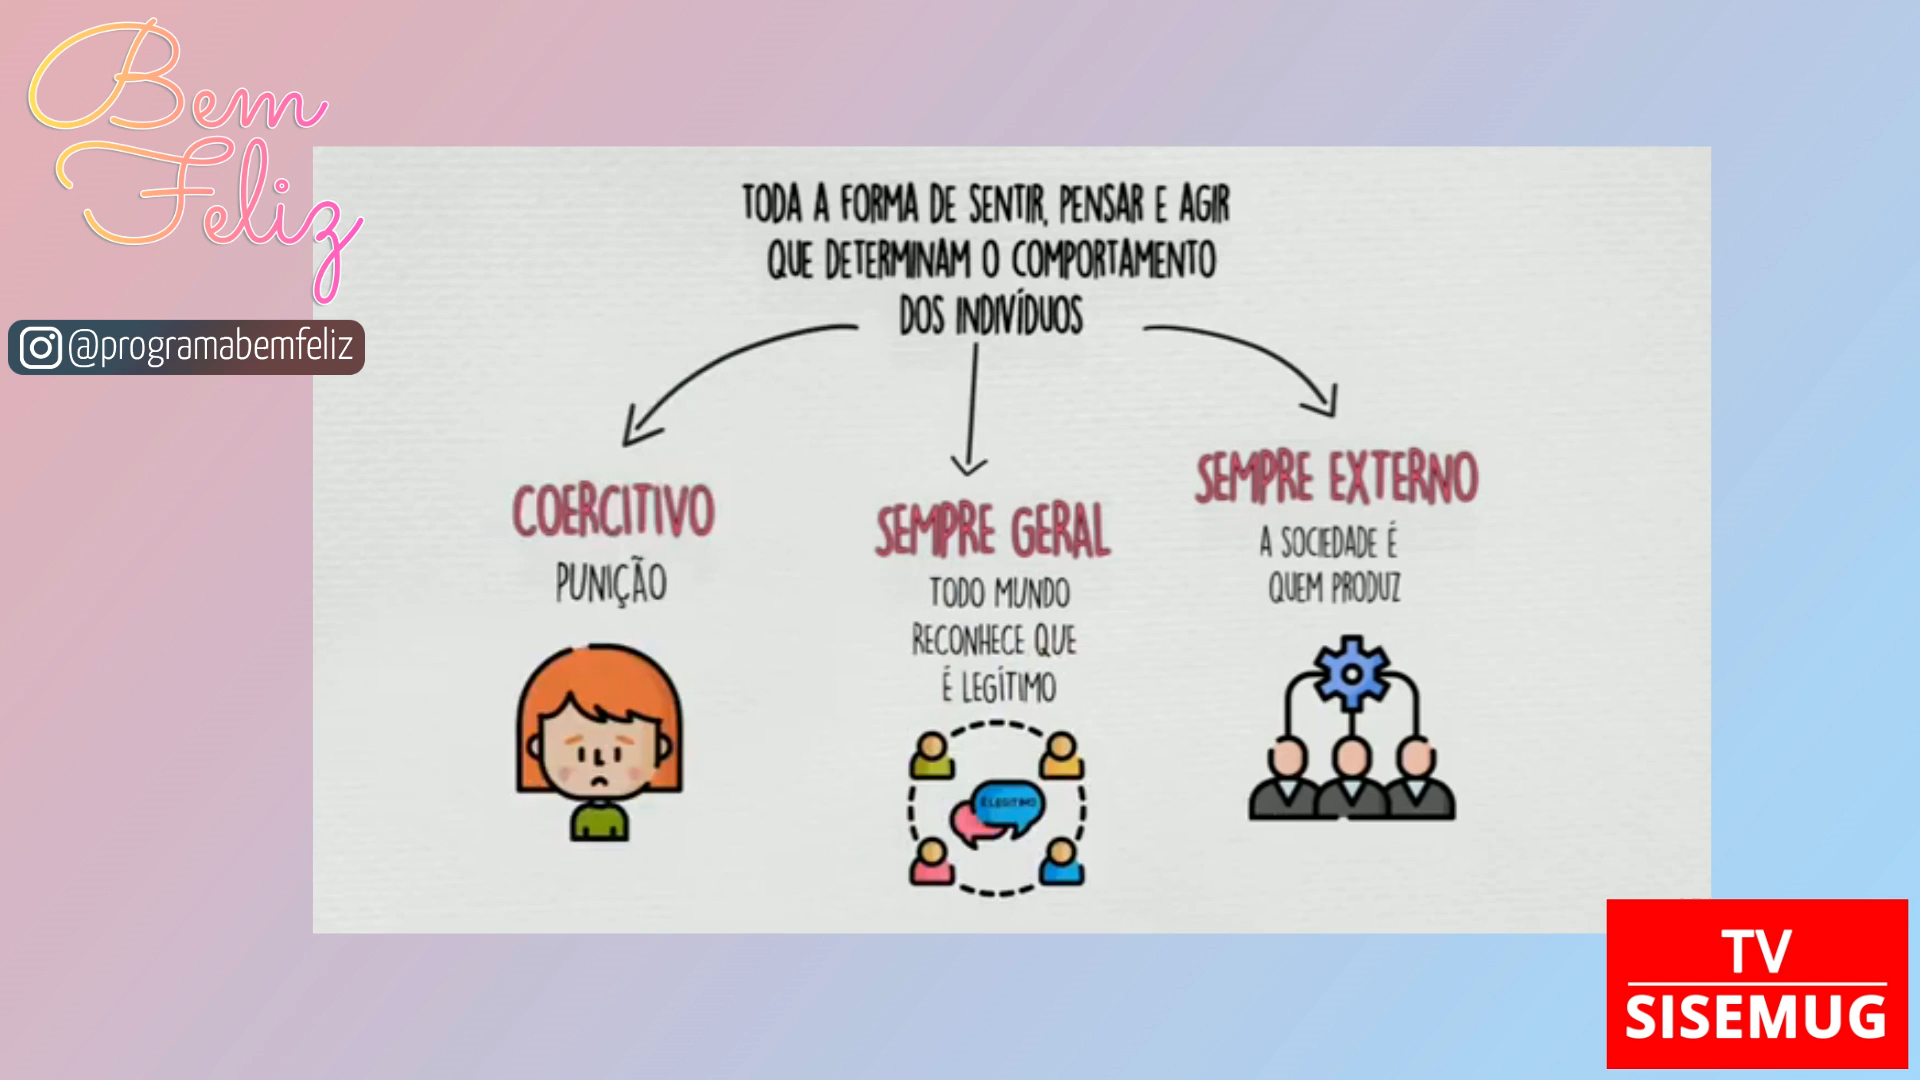 Bem
Feliz
@programabemfeliz
TODA A FORMA DE SENTIR, PENSAR E AGIR
QUE DETERMINAM O COMPORTAMENTO
DOS INDIVÍDUOS
COERCITIVO
PUNIÇÃO
SEMPRE GERAL
TODO MUNDO
RECONHECE QUE
É LEGÍTIMO
É LEGÍTIMO
SEMPRE EXTERNO
A SOCIEDADE É
QUEM PRODUZ
TV
SISEMUG